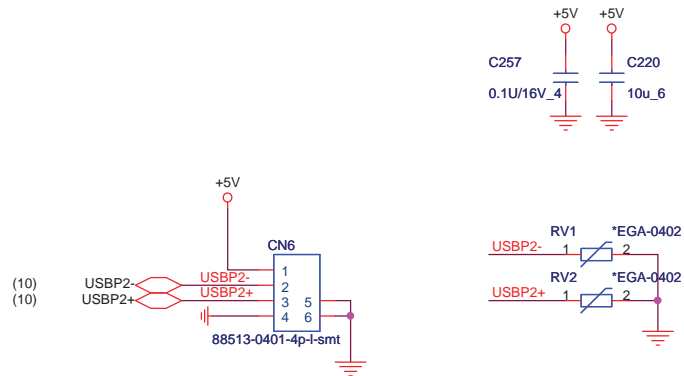 +5V +5V
C257 C220
0.1U/16V_4 10u_6
+5V
CN6
RV1 *EGA-0402
USBP2- 1 2
1
(10) USBP2- USBP2- 2
(10) USBP2+ USBP2+ 3 5
4 6
RV2 *EGA-0402
USBP2+ 1 2
88513-0401-4p-l-smt